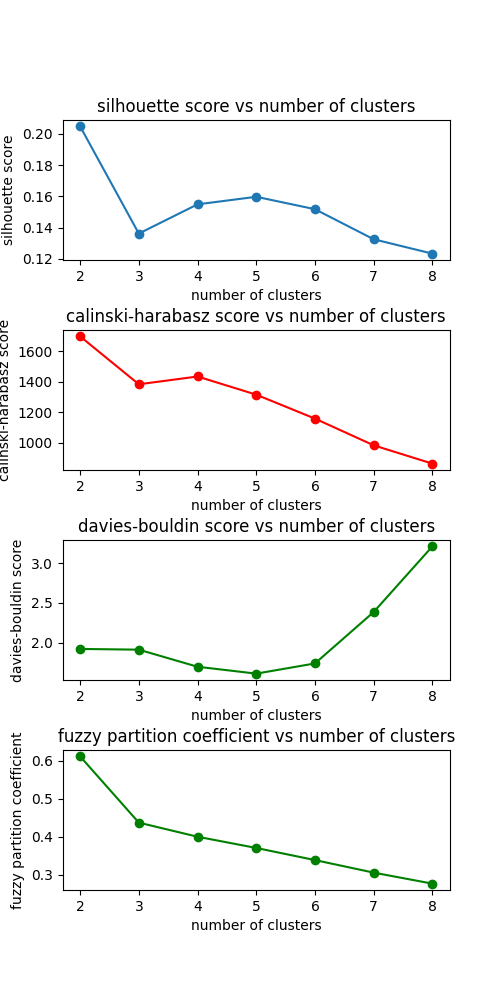 silhouette score vs number of clusters
silhouette score
0.20
0.18
0.16
0.14
0.12
2 3 4 5 6 7 8
number of clusters
calinski-harabasz score vs number of clusters
calinski-harabasz score
1600
1400
1200
1000
2 3 4 5 6 7 8
number of clusters
davies-bouldin score vs number of clusters
davies-bouldin score
3.0
2.5
2.0
2 3 4 5 6 7 8
number of clusters
fuzzy partition coefficient vs number of clusters
fuzzy partition coefficient
0.6
0.5
0.4
0.3
2 3 4 5 6 7 8
number of clusters